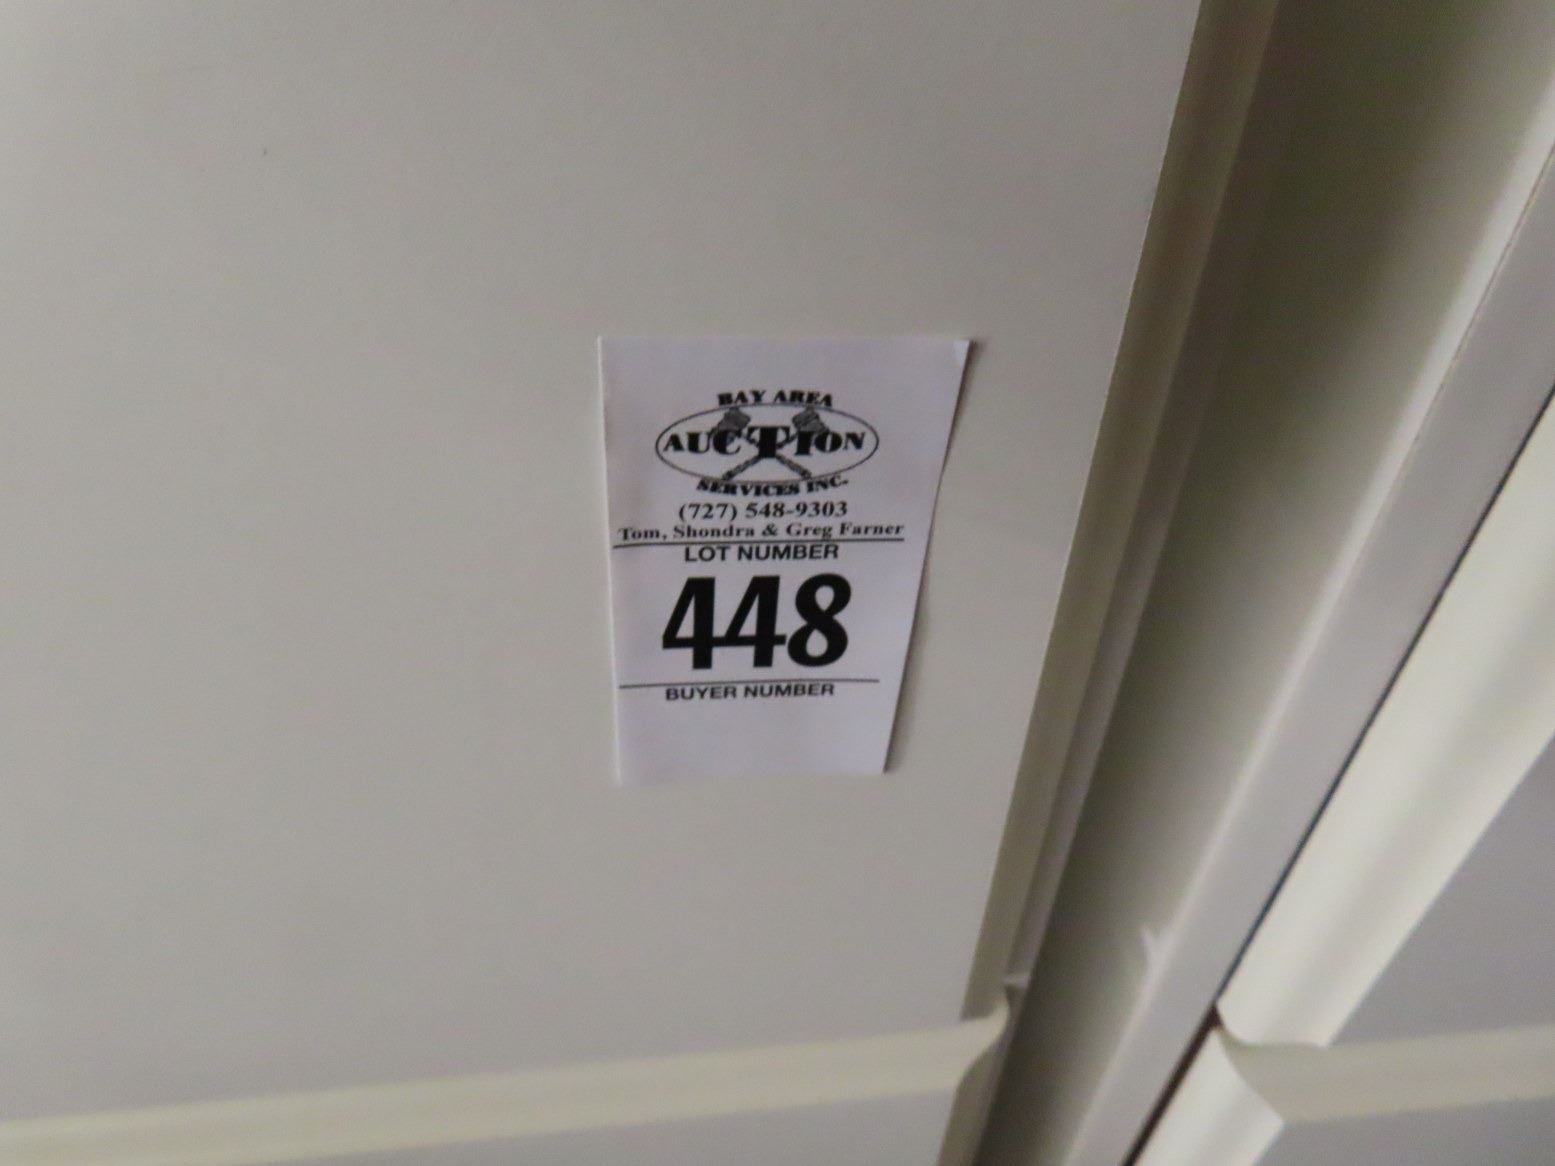 BAY AREA
AUCTION
SERVICES INC.
(727) 548-9303
Tom, Shondra & Greg Farner
LOT NUMBER
448
BUYER NUMBER